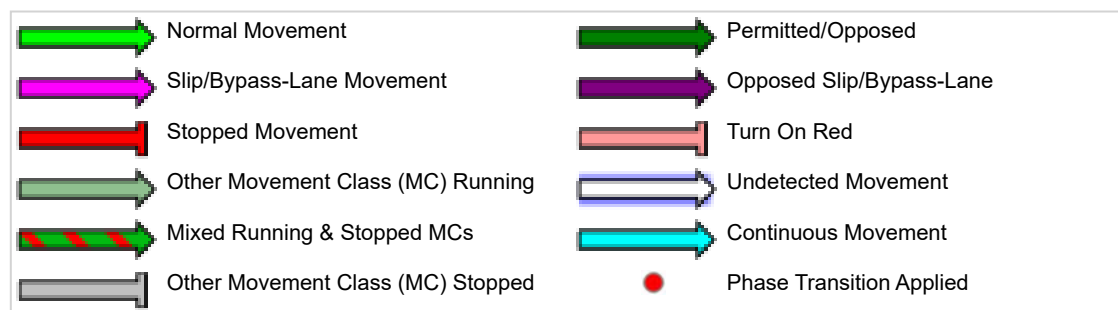 Normal Movement
Permitted/Opposed
Slip/Bypass-Lane Movement
Opposed Slip/Bypass-Lane
Stopped Movement
Turn On Red
Other Movement Class (MC) Running
Undetected Movement
Mixed Running & Stopped MCs
Continuous Movement
Other Movement Class (MC) Stopped
Phase Transition Applied